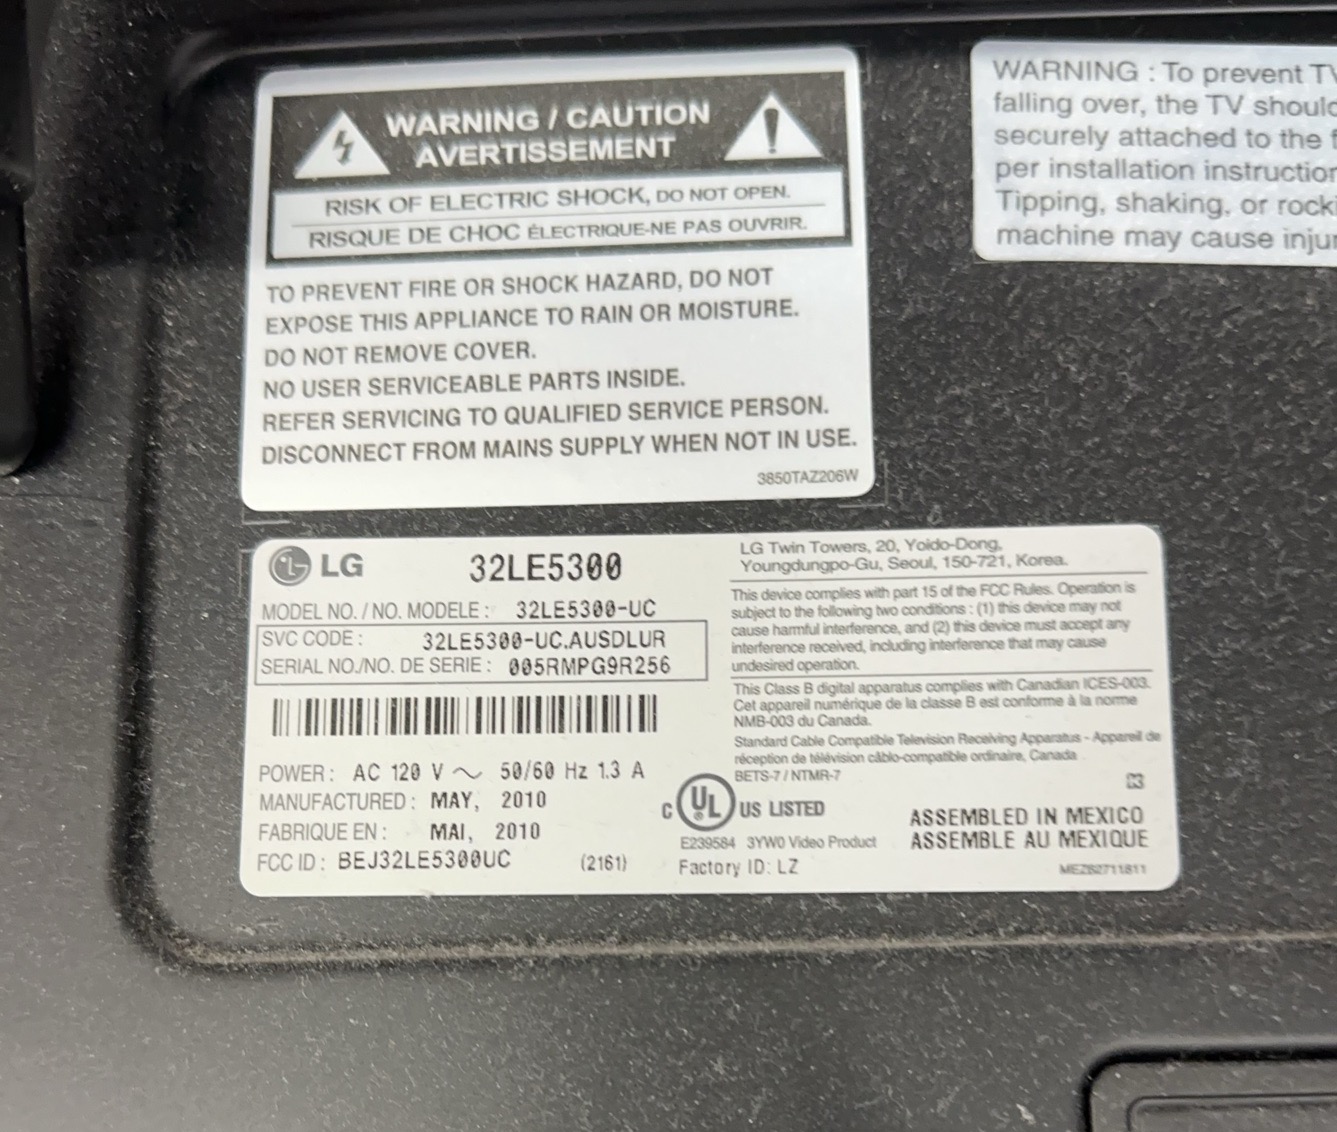 WARNING / CAUTION
AVERTISSEMENT
RISK OF ELECTRIC SHOCK, DO NOT OPEN.
RISQUE DE CHOC ÉLECTRIQUE-NE PAS OUVRIR.
TO PREVENT FIRE OR SHOCK HAZARD, DO NOT
EXPOSE THIS APPLIANCE TO RAIN OR MOISTURE.
DO NOT REMOVE COVER.
NO USER SERVICEABLE PARTS INSIDE.
REFER SERVICING TO QUALIFIED SERVICE PERSON.
DISCONNECT FROM MAINS SUPPLY WHEN NOT IN USE.
3850TAZ206W
WARNING : To prevent TV
falling over, the TV should
securely attached to the
per installation instruction
Tipping, shaking, or rocki
machine may cause injur
LG 32LE5300
MODEL NO. / NO. MODELE : 32LE5300-UC
SVC CODE : 32LE5300-UC.AUSDLUR
SERIAL NO./NO. DE SERIE : 005RMPG9R256
POWER : AC 120 V ~ 50/60 Hz 1.3 A
MANUFACTURED : MAY, 2010
FABRIQUE EN : MAI, 2010
FCC ID : BEJ32LE5300UC (2161)
LG Twin Towers, 20, Yoido-Dong,
Youngdungpo-Gu, Seoul, 150-721, Korea.
This device complies with part 15 of the FCC Rules. Operation is
subject to the following two conditions : (1) this device may not
cause harmful interference, and (2) this device must accept any
interference received, including interference that may cause
undesired operation.
This Class B digital apparatus complies with Canadian ICES-003.
Cet appareil numérique de la classe B est conforme à la norme
NMB-003 du Canada.
Standard Cable Compatible Television Receiving Apparatus - Appareil de
réception de télévision câblo-compatible ordinaire, Canada
BETS-7 / NTMR-7
C UL ® US LISTED
E239584 3YW0 Video Product
Factory ID: LZ
ASSEMBLED IN MEXICO
ASSEMBLE AU MEXIQUE
MEZ62711811